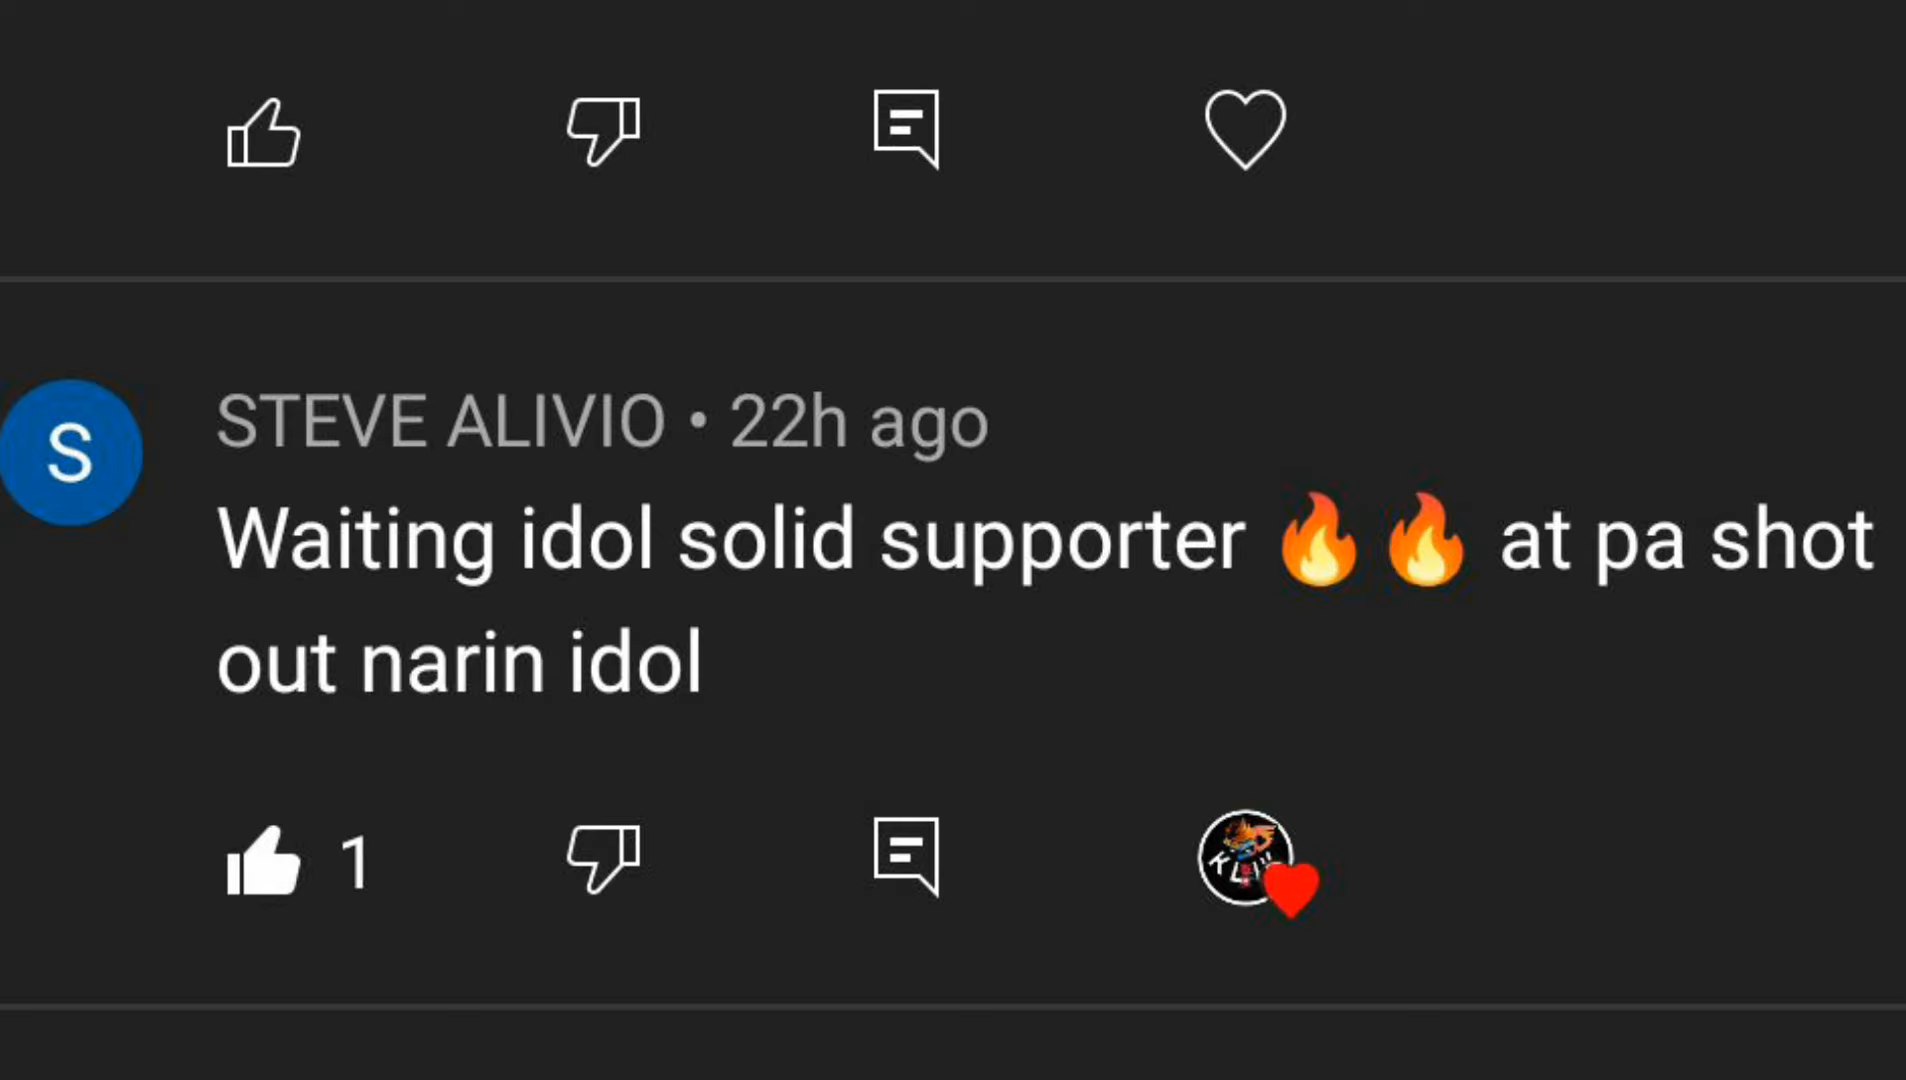 S
STEVE ALIVIO • 22h ago
Waiting idol solid supporter 🔥🔥 at pa shot
out narin idol
1